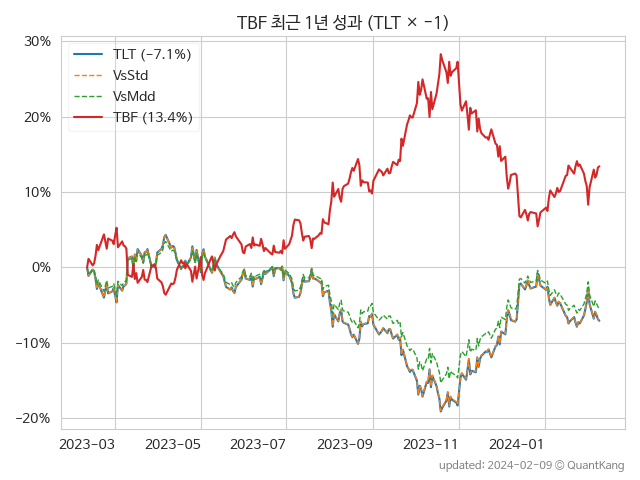 TBF 최근 1년 성과 (TLT × −1)
30%
20%
10%
0%
−10%
−20%
TLT (−7.1%)
VsStd
VsMdd
TBF (13.4%)
2023-03
2023-05
2023-07
2023-09
2023-11
2024-01
updated: 2024-02-09 © QuantKang